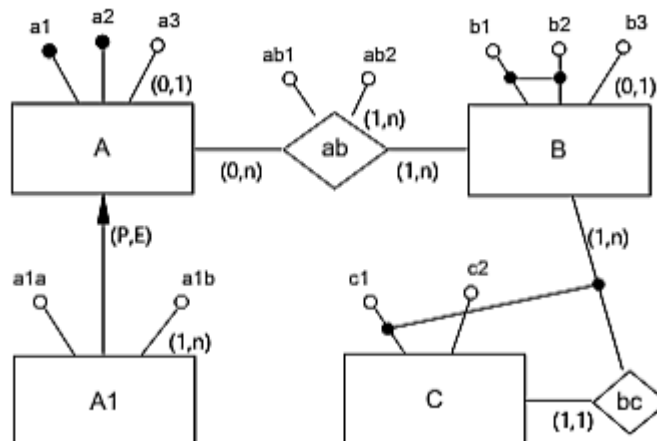 a1 a2 a3
ab1 ab2
b1 b2 b3
(0,1)
(0,1)
(1,n)
A
ab
B
(0,n)
(1,n)
(P,E)
(1,n)
a1a a1b
c1 c2
(1,n)
A1
C
bc
(1,1)